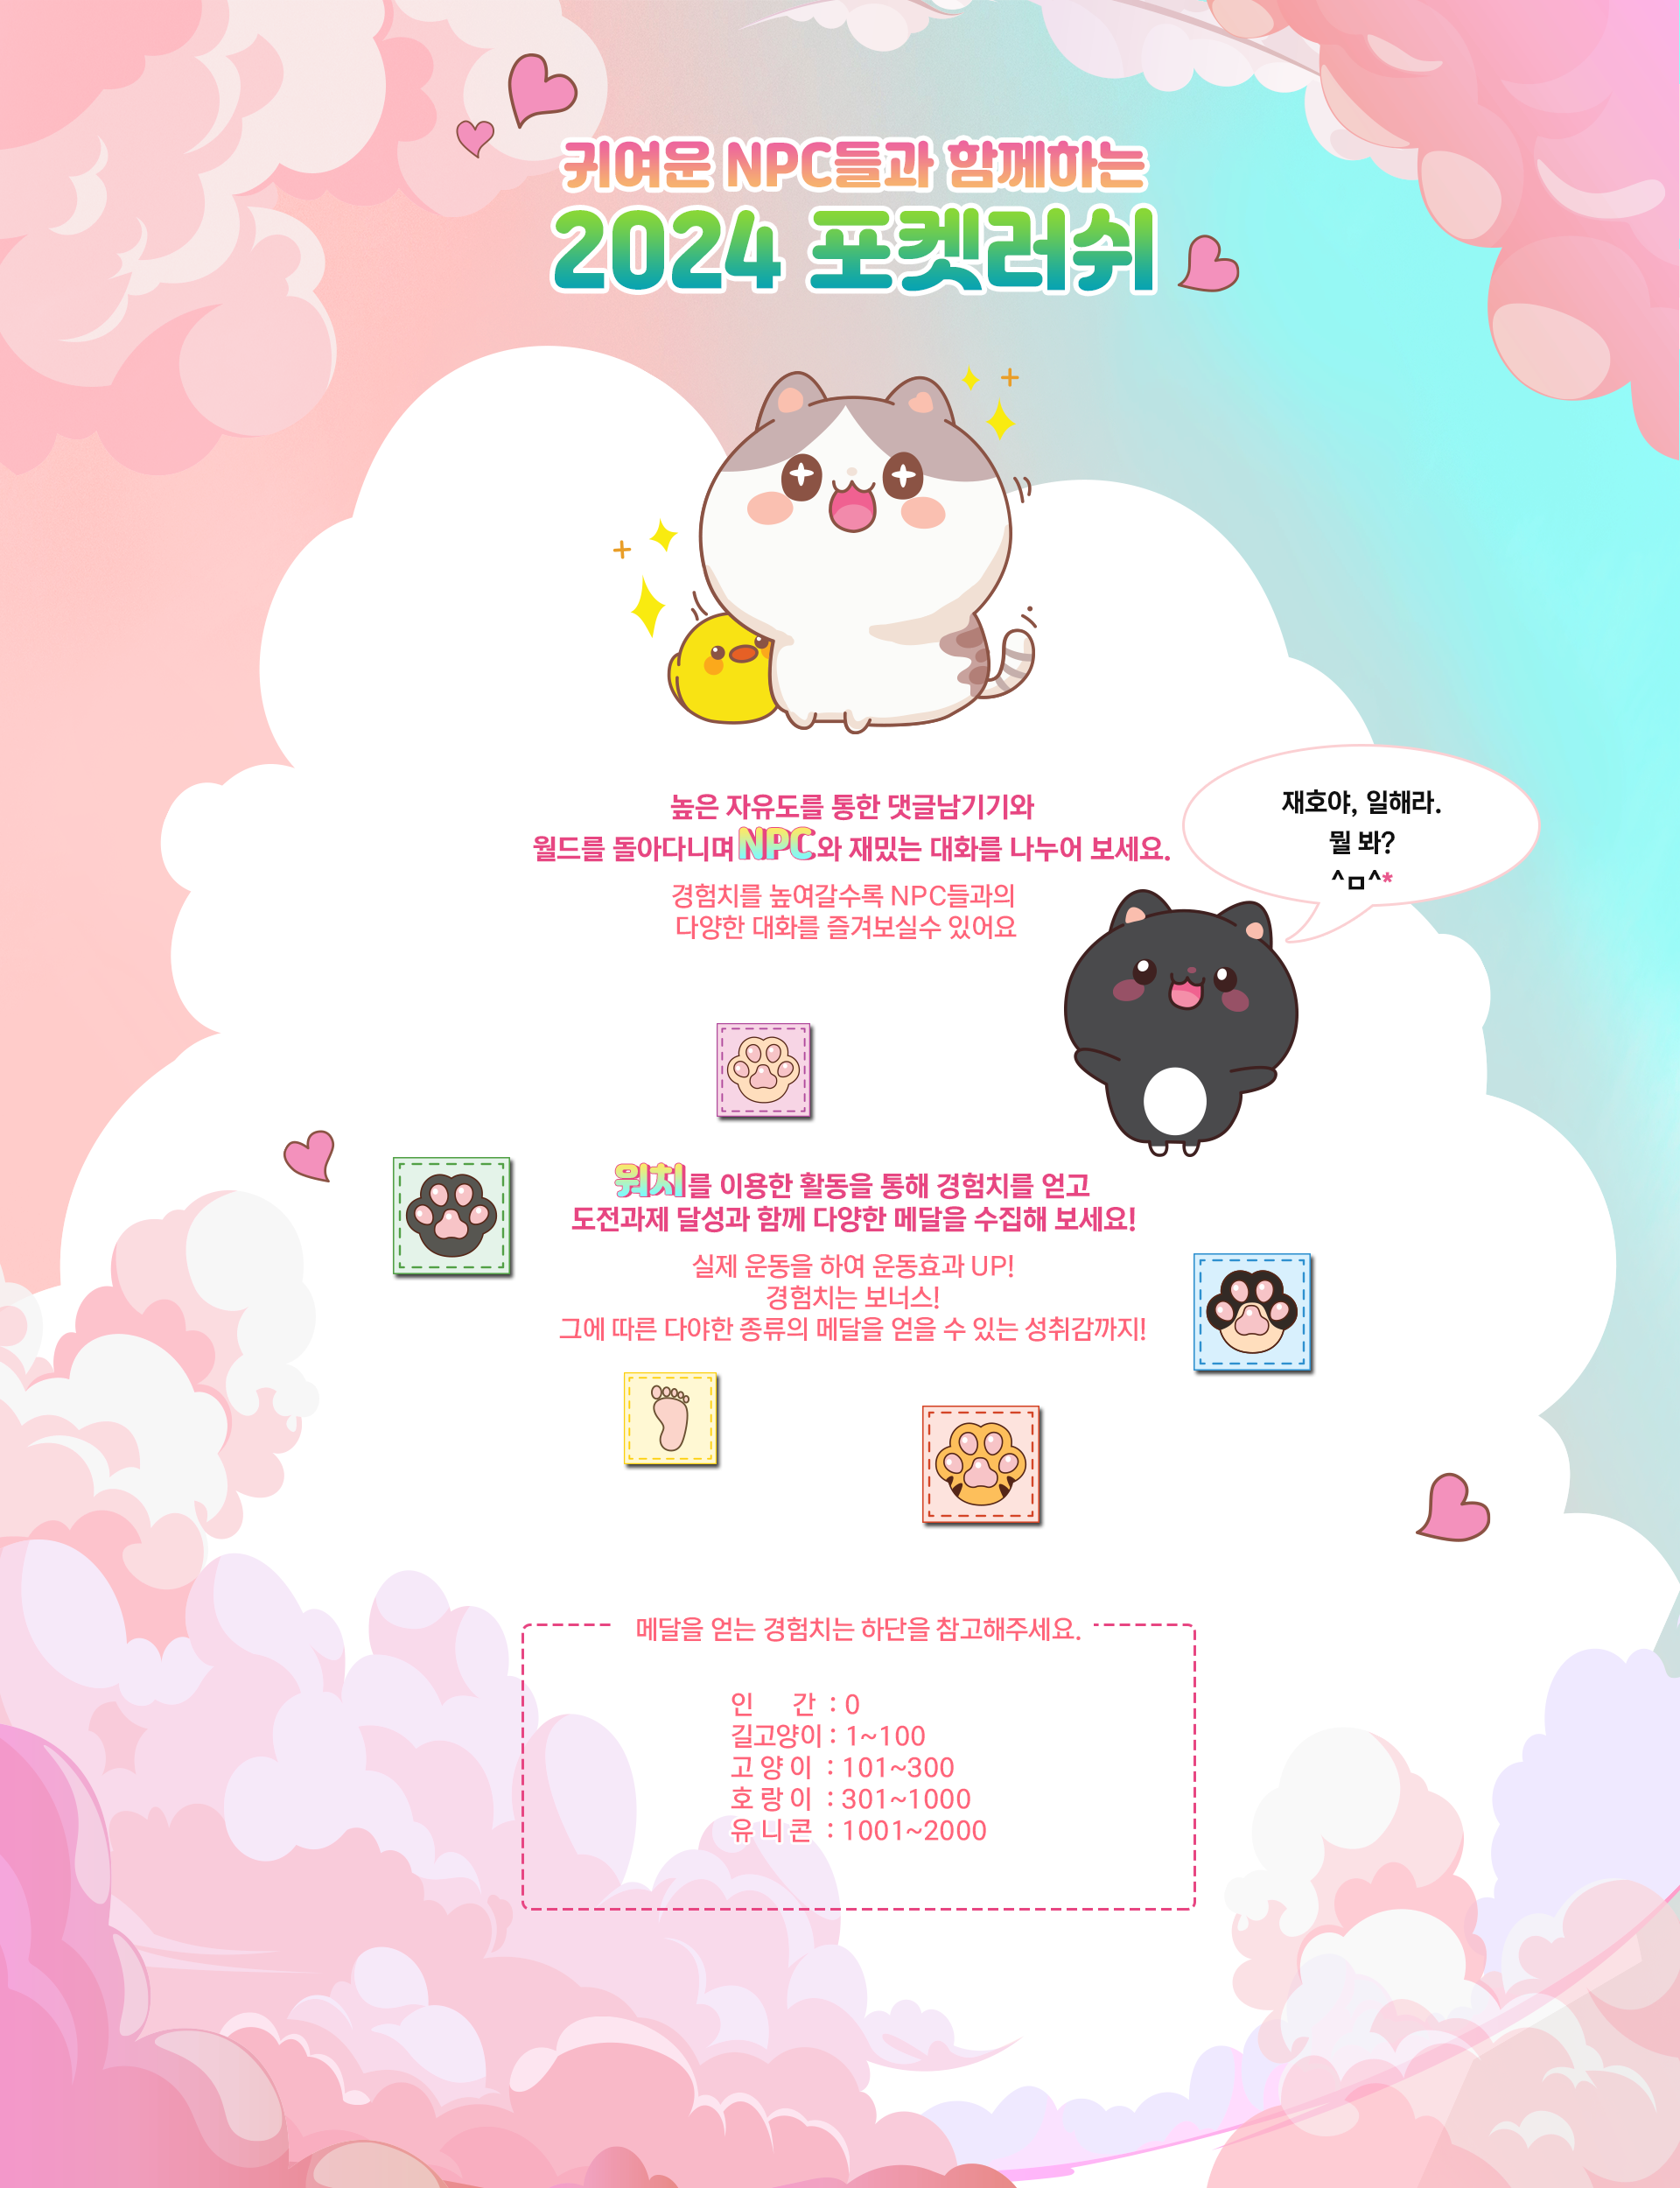 귀여운 NPC들과 함께하는
2024 포켓러쉬
높은 자유도를 통한 댓글남기기와
월드를 돌아다니며 NPC와 재밌는 대화를 나누어 보세요.
경험치를 높여갈수록 NPC들과의
다양한 대화를 즐겨보실수 있어요
재호야, 일해라.
뭘 봐?
^ㅁ^*
워치를 이용한 활동을 통해 경험치를 얻고
도전과제 달성과 함께 다양한 메달을 수집해 보세요!
실제 운동을 하여 운동효과 UP!
경험치는 보너스!
그에 따른 다야한 종류의 메달을 얻을 수 있는 성취감까지!
메달을 얻는 경험치는 하단을 참고해주세요.
인 간 : 0
길고양이 : 1~100
고 양 이 : 101~300
호 랑 이 : 301~1000
유 니 콘 : 1001~2000